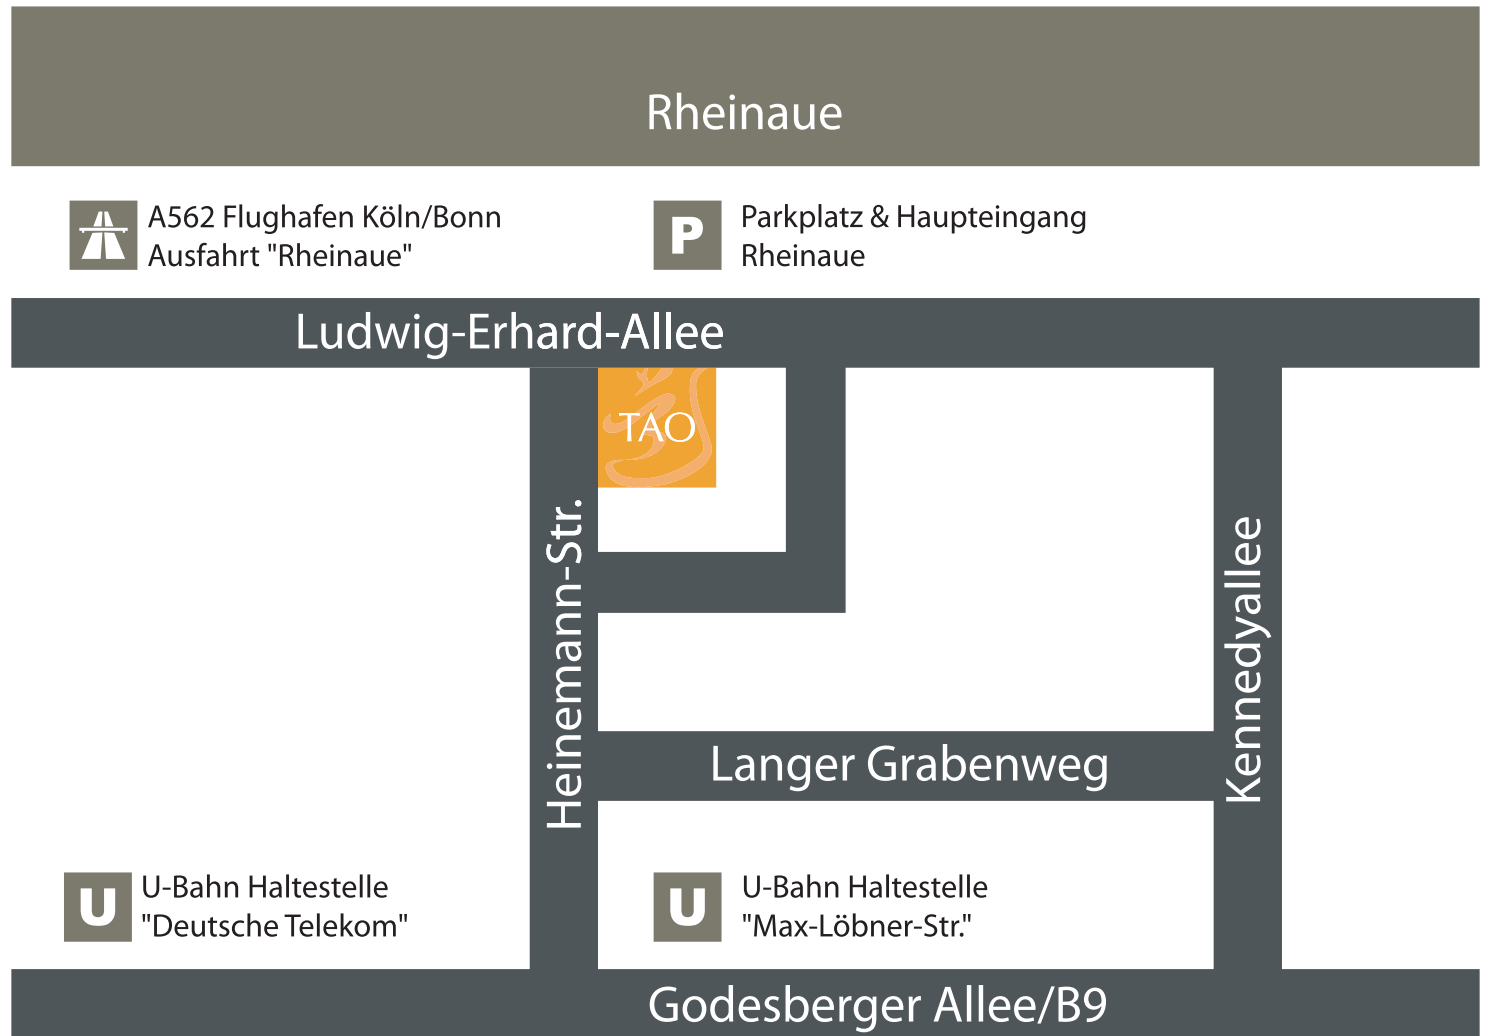 Rheinaue
A562 Flughafen Köln/Bonn
Ausfahrt "Rheinaue"
P
Parkplatz & Haupteingang
Rheinaue
Ludwig-Erhard-Allee
TAO
Heinemann-Str.
Kennedyallee
Langer Grabenweg
U
U-Bahn Haltestelle
"Deutsche Telekom"
U
U-Bahn Haltestelle
"Max-Löbner-Str."
Godesberger Allee/B9